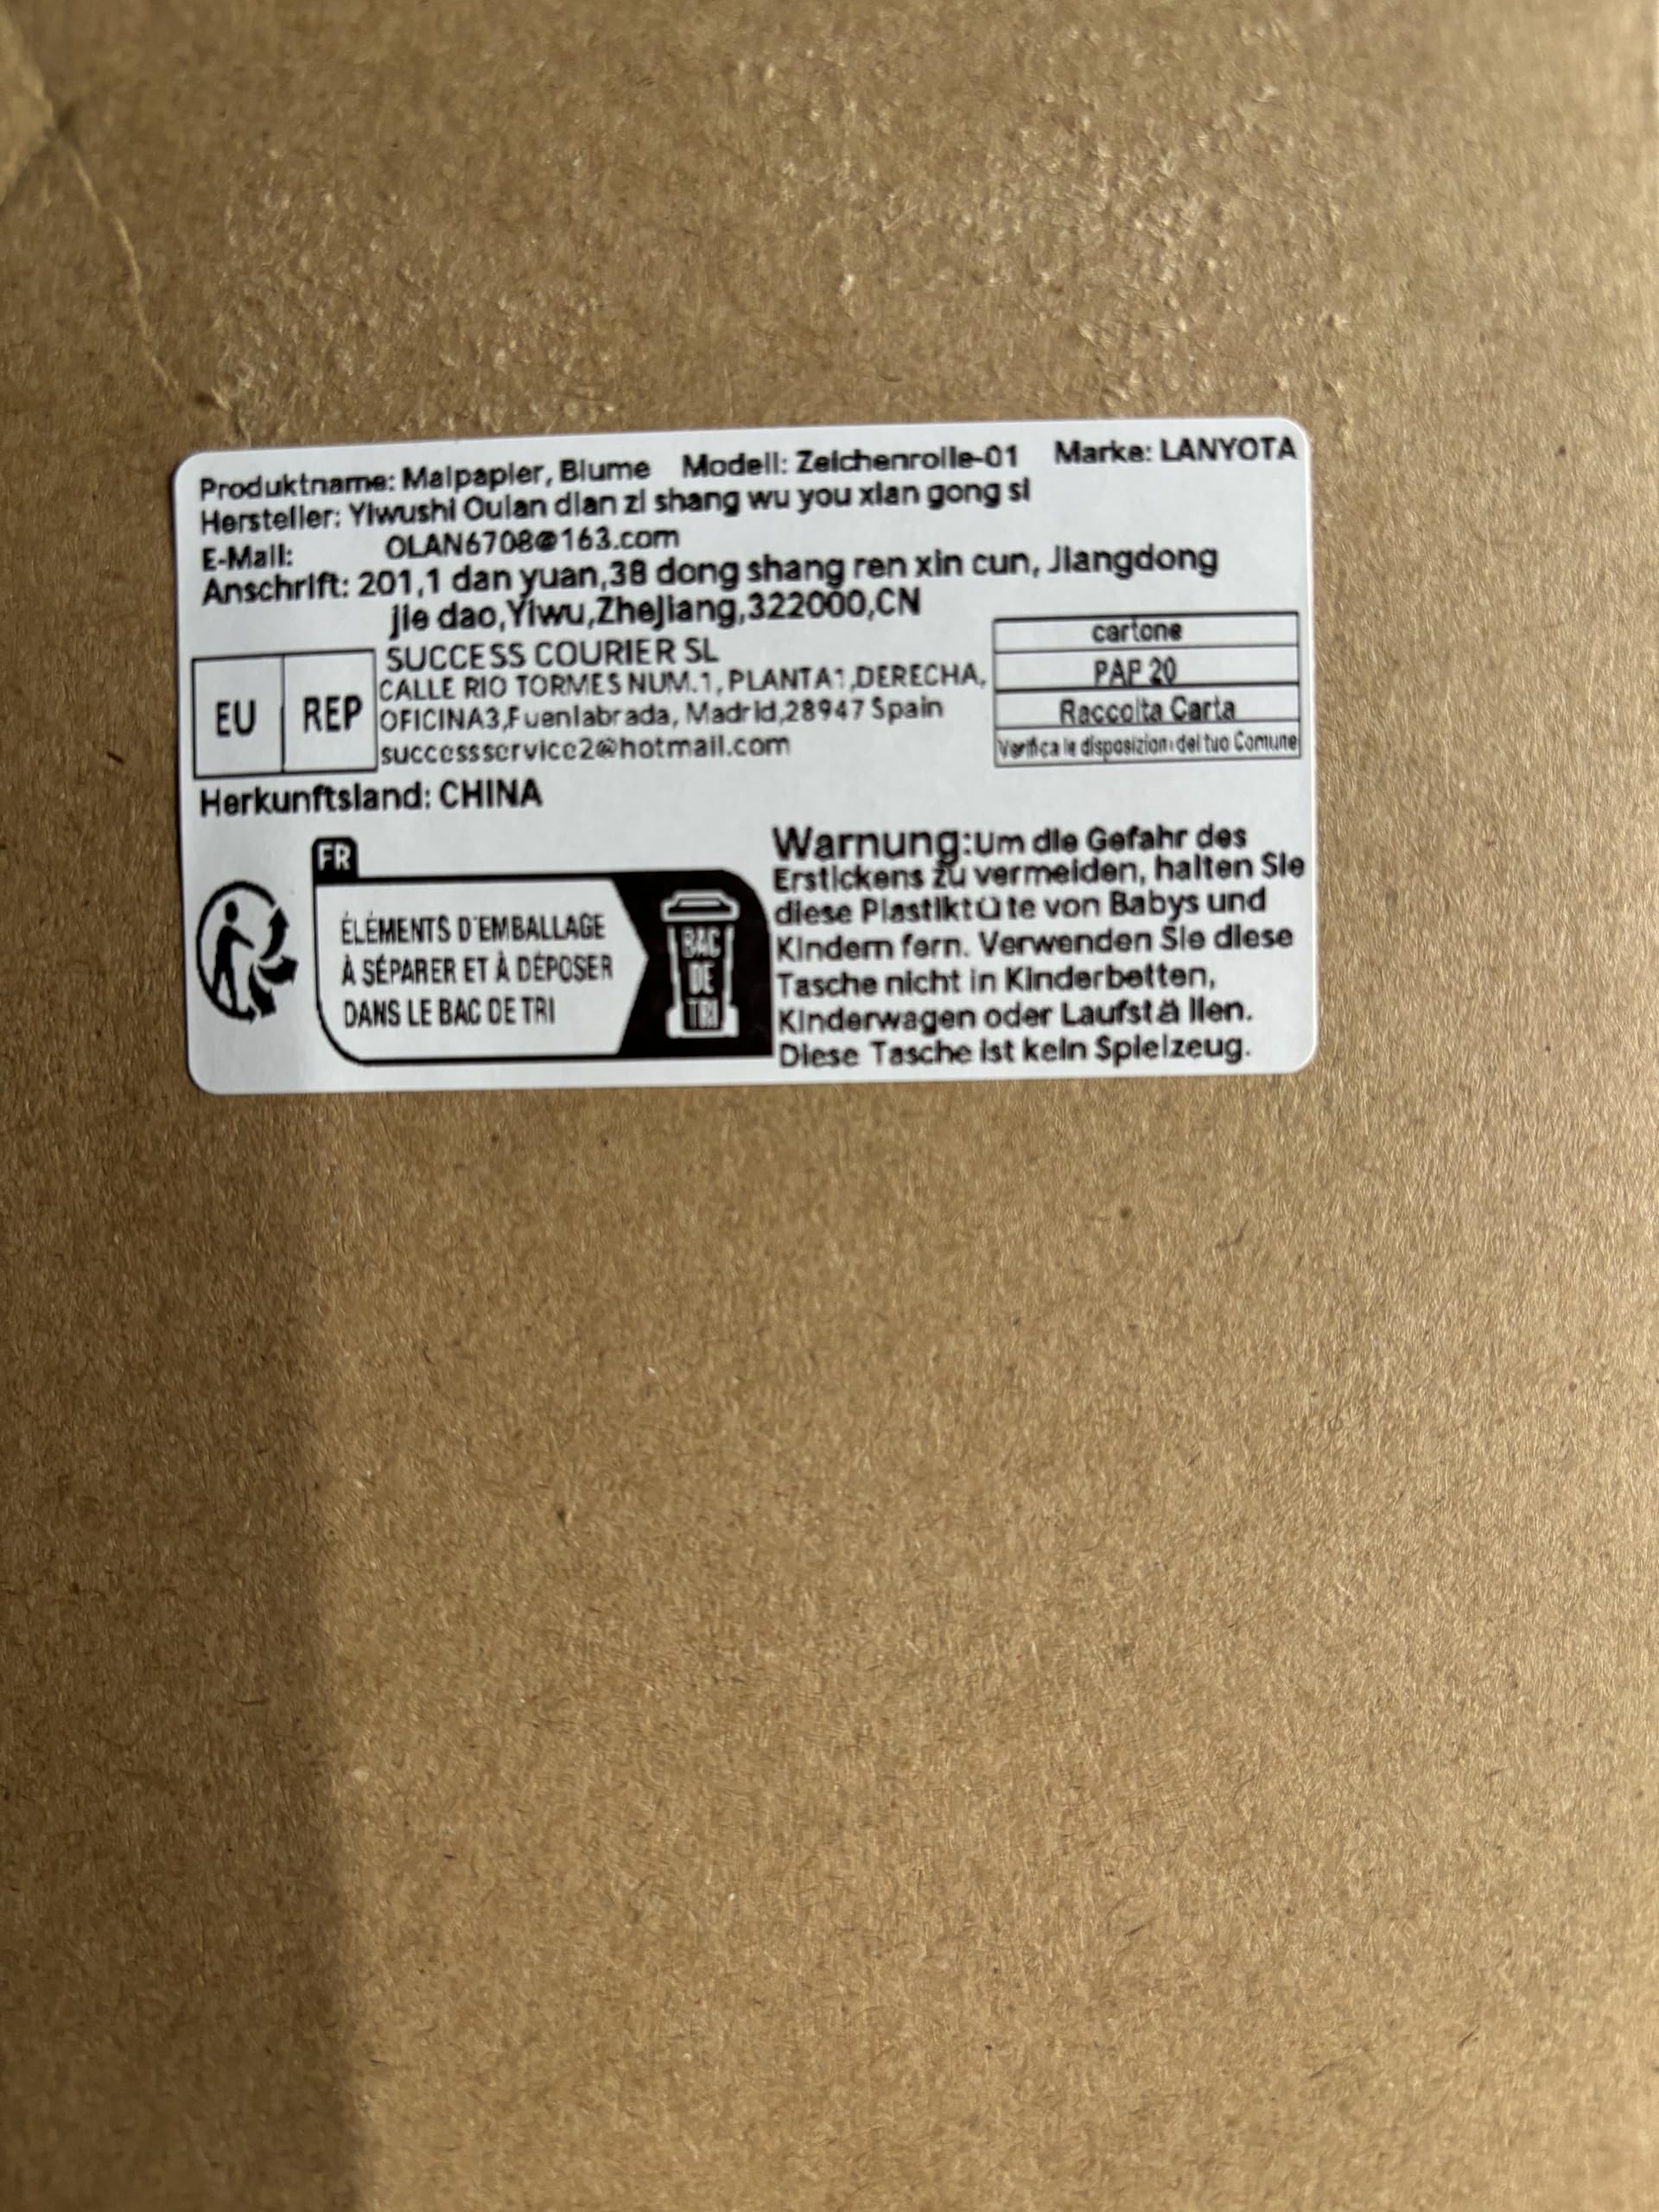 Produktname: Malpapier, Blume Modell: Zeichenrolle-01 Marke: LANYOTA
Hersteller: Yiwushi Oulan dian zi shang wu you xian gong si
E-Mail: OLAN6708@163.com
Anschrift: 201,1 dan yuan,38 dong shang ren xin cun, Jiangdong
jie dao,Yiwu,Zhejiang,322000,CN
EU REP
SUCCESS COURIER SL
CALLE RIO TORMES NUM.1, PLANTA1,DERECHA,
OFICINA3,Fuenlabrada, Madrid,28947 Spain
successservice2@hotmail.com
cartone
PAP 20
Raccolta Carta
Verifica le disposizioni del tuo Comune
Herkunftsland: CHINA
FR
ÉLÉMENTS D'EMBALLAGE
À SÉPARER ET À DÉPOSER
DANS LE BAC DE TRI
BAC
DE
TRI
Warnung:Um die Gefahr des
Erstickens zu vermeiden, halten Sie
diese Plastiktü te von Babys und
Kindern fern. Verwenden Sie diese
Tasche nicht in Kinderbetten,
Kinderwagen oder Laufstä llen.
Diese Tasche ist kein Spielzeug.